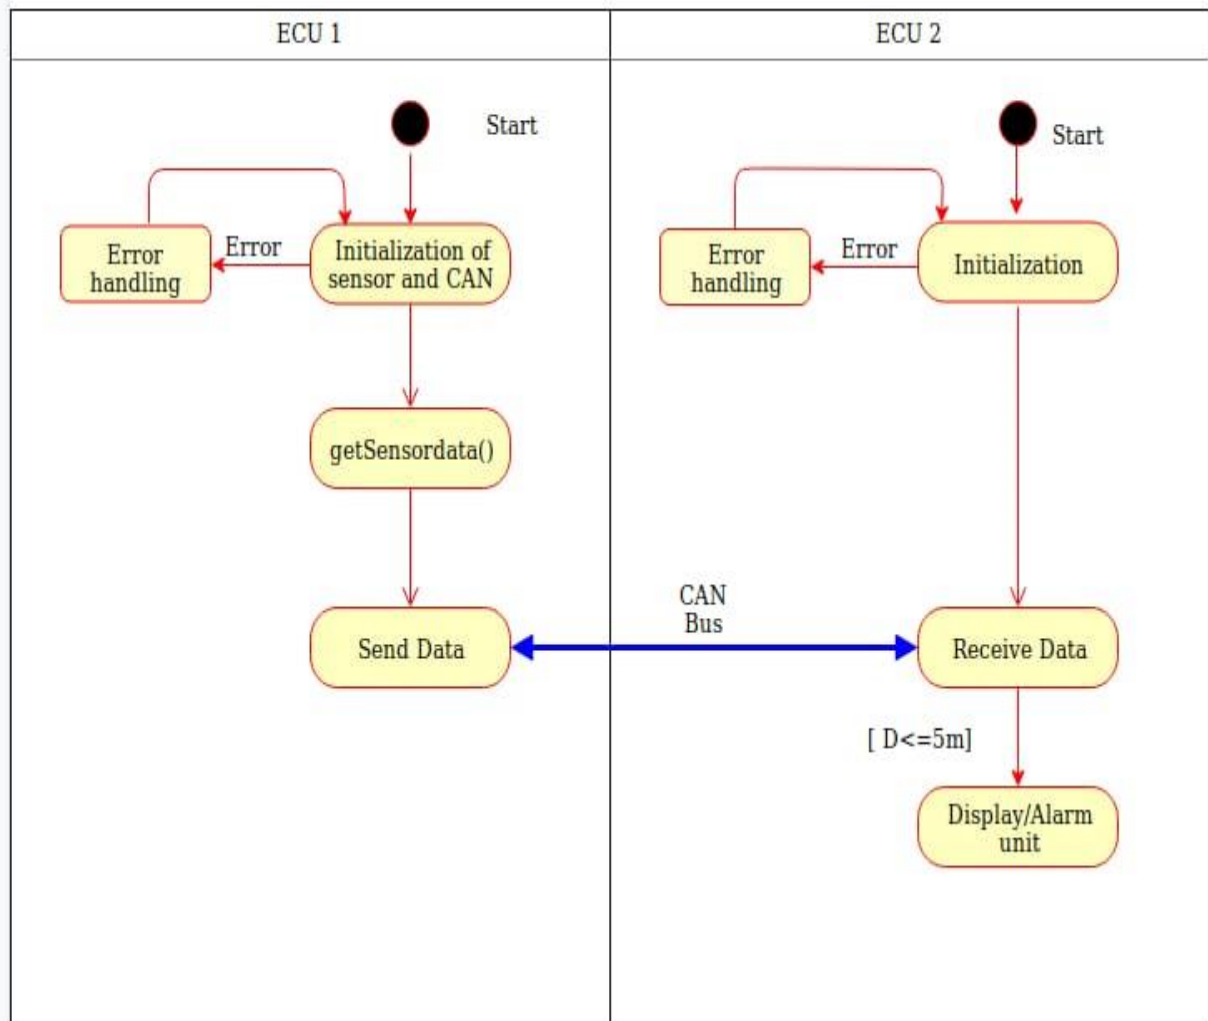 ECU 1
ECU 2
Start
Start
Error
handling
Error
Initialization of
sensor and CAN
Error
handling
Error
Initialization
getSensordata()
CAN
Bus
Send Data
Receive Data
[ D<=5m]
Display/Alarm
unit